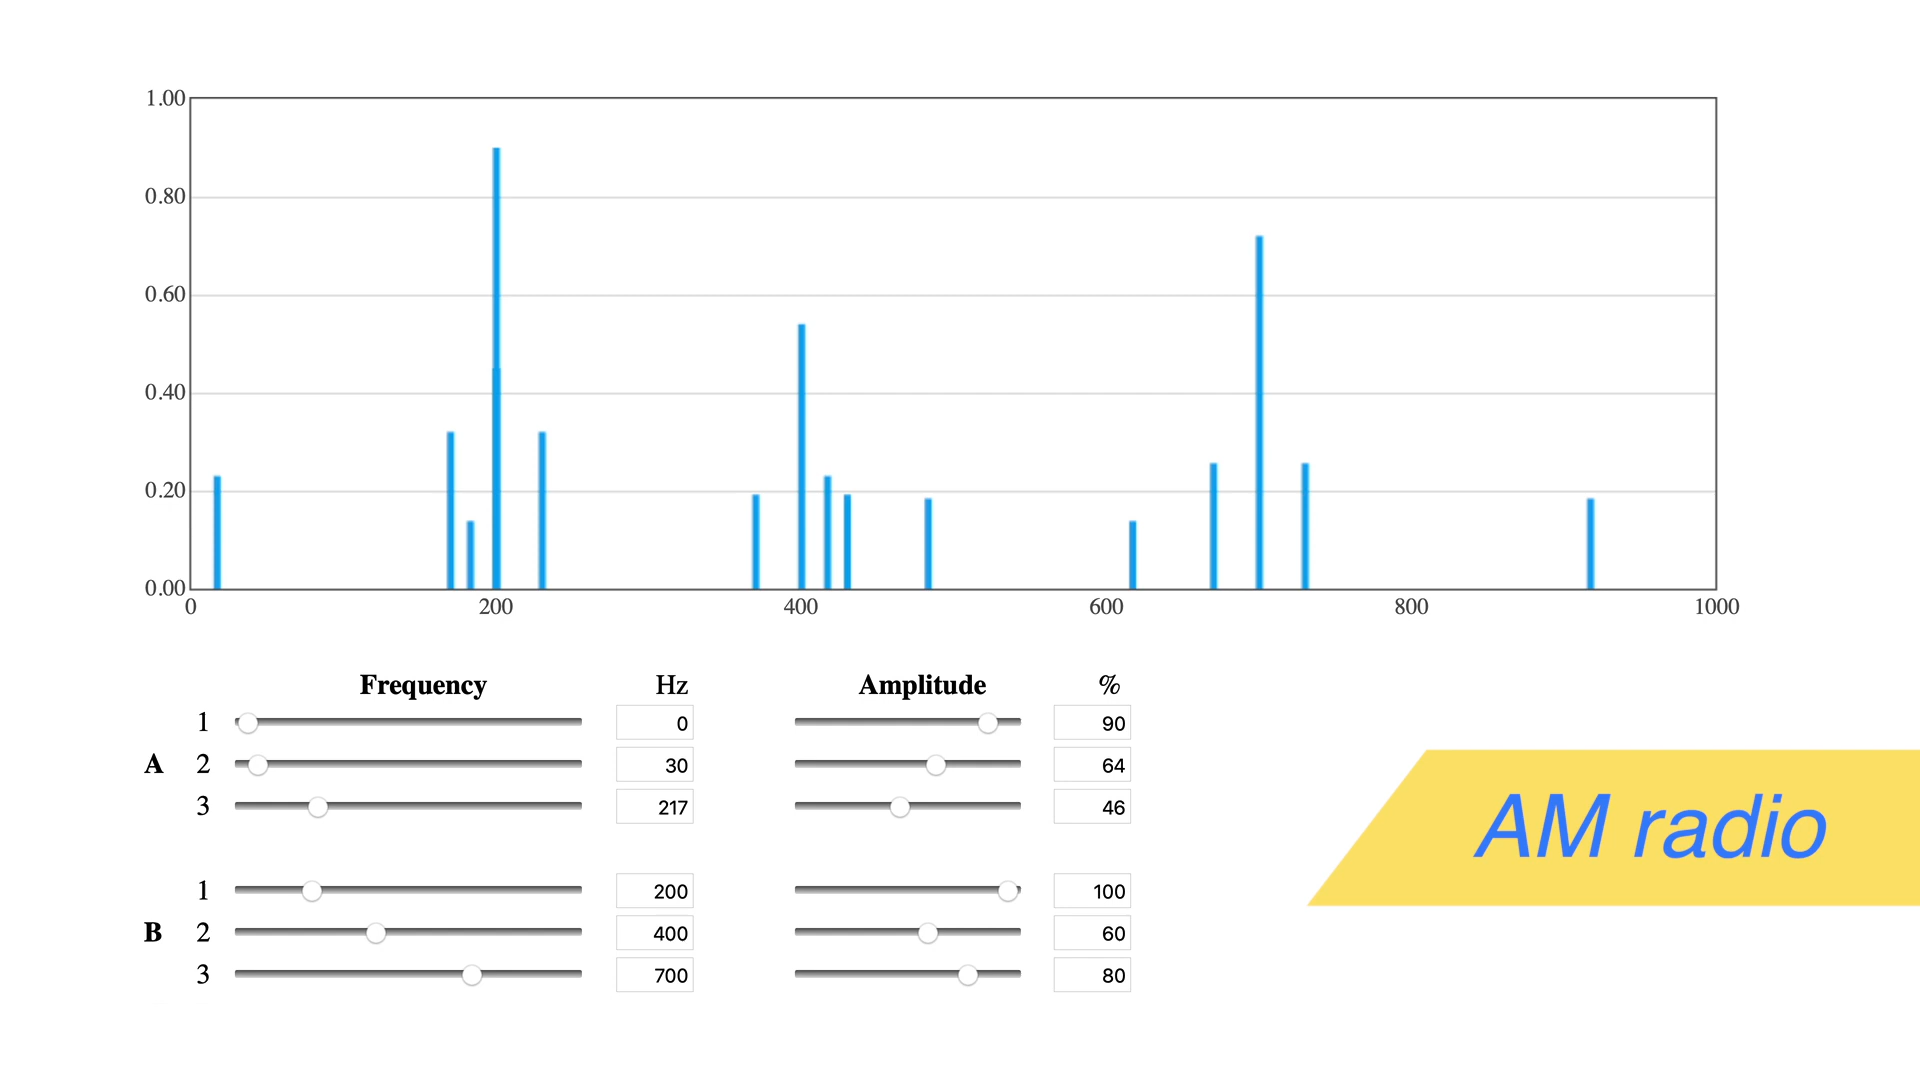 1.00
0.80
0.60
0.40
0.20
0.00
0 200 400 600 800 1000
Frequency Hz Amplitude %
1 0 90
A 2 30 64
3 217 46
1 200 100
B 2 400 60
3 700 80
AM radio